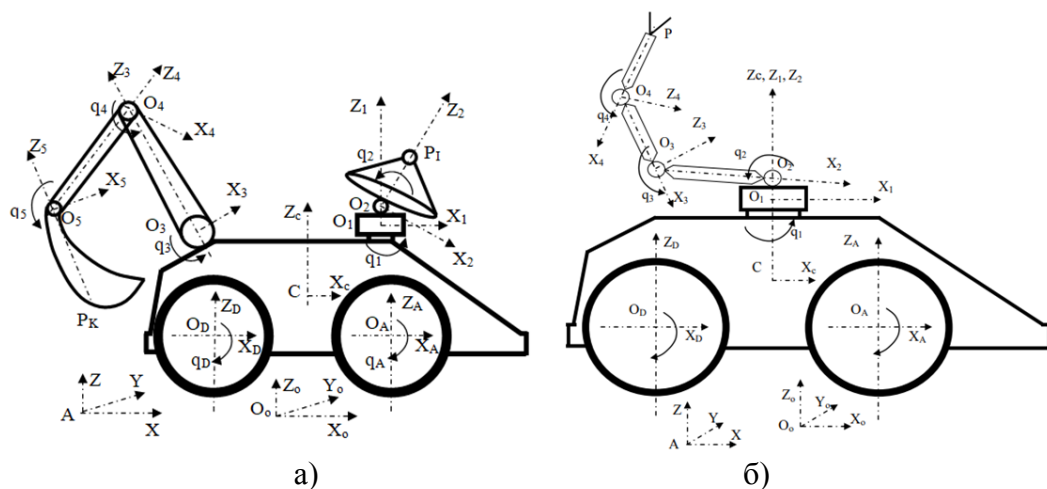 Z3 Z4
q4 O4
X4
Z1
Z2
q2 PI
Z5
X5
q5 O5
X3
O3
q3
Zc
O2
O1 X1
q1 X2
C Xc
PK
ZD ZA
OD XD OA XA
qD qA
Z Y Zo Yo
A X Oo Xo
а)
P
Zc, Z1, Z2
O4 Z4
q4
X4
Z3
O3
q3 X3
q2 O2 X2
O1 X1
q1
C Xc
ZD ZA
OD XD OA XA
Z Y Zo Yo
A X Oo Xo
б)